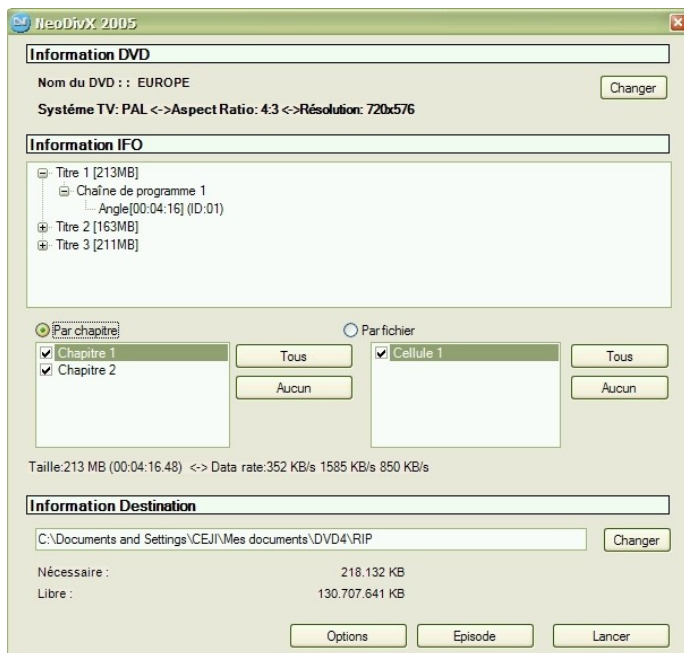 NeoDivX 2005
Information DVD
Nom du DVD : : EUROPE
Changer
Systéme TV: PAL <->Aspect Ratio: 4:3 <->Résolution: 720x576
Information IFO
Titre 1 [213MB]
Chaîne de programme 1
Angle[00:04:16] (ID:01)
Titre 2 [163MB]
Titre 3 [211MB]
Par chapitre
Par fichier
Chapitre 1
Chapitre 2
Tous
Aucun
Cellule 1
Tous
Aucun
Taille:213 MB (00:04:16.48) <-> Data rate:352 KB/s 1585 KB/s 850 KB/s
Information Destination
C:\Documents and Settings\CEJI\Mes documents\DVD4\RIP
Changer
Nécessaire : 218.132 KB
Libre : 130.707.641 KB
Options
Episode
Lancer